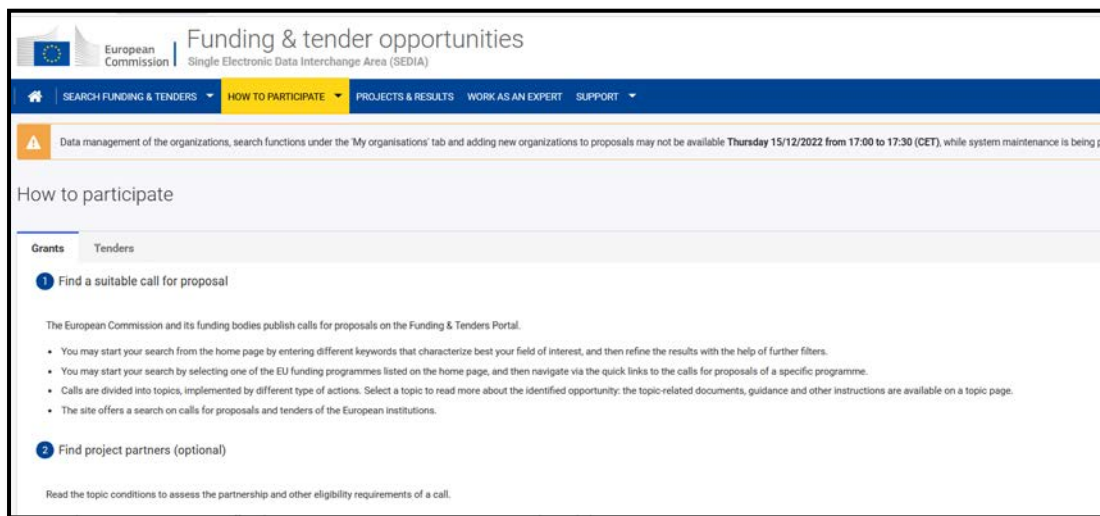 European
Commission
Funding & tender opportunities
Single Electronic Data Interchange Area (SEDIA)
SEARCH FUNDING & TENDERS HOW TO PARTICIPATE PROJECTS & RESULTS WORK AS AN EXPERT SUPPORT
Data management of the organizations, search functions under the 'My organisations' tab and adding new organizations to proposals may not be available Thursday 15/12/2022 from 17:00 to 17:30 (CET), while system maintenance is being
How to participate
Grants Tenders
1 Find a suitable call for proposal
The European Commission and its funding bodies publish calls for proposals on the Funding & Tenders Portal.
• You may start your search from the home page by entering different keywords that characterize best your field of interest, and then refine the results with the help of further filters.
• You may start your search by selecting one of the EU funding programmes listed on the home page, and then navigate via the quick links to the calls for proposals of a specific programme.
• Calls are divided into topics, implemented by different type of actions. Select a topic to read more about the identified opportunity: the topic-related documents, guidance and other instructions are available on a topic page.
• The site offers a search on calls for proposals and tenders of the European institutions.
2 Find project partners (optional)
Read the topic conditions to assess the partnership and other eligibility requirements of a call.